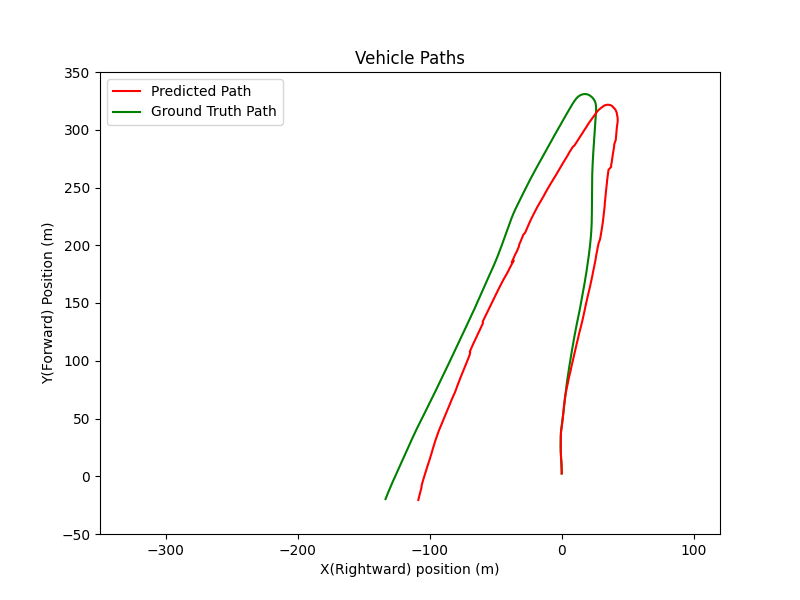 Vehicle Paths
Predicted Path
Ground Truth Path
Y(Forward) Position (m)
350
300
250
200
150
100
50
0
−50
−300
−200
−100
0
100
X(Rightward) position (m)